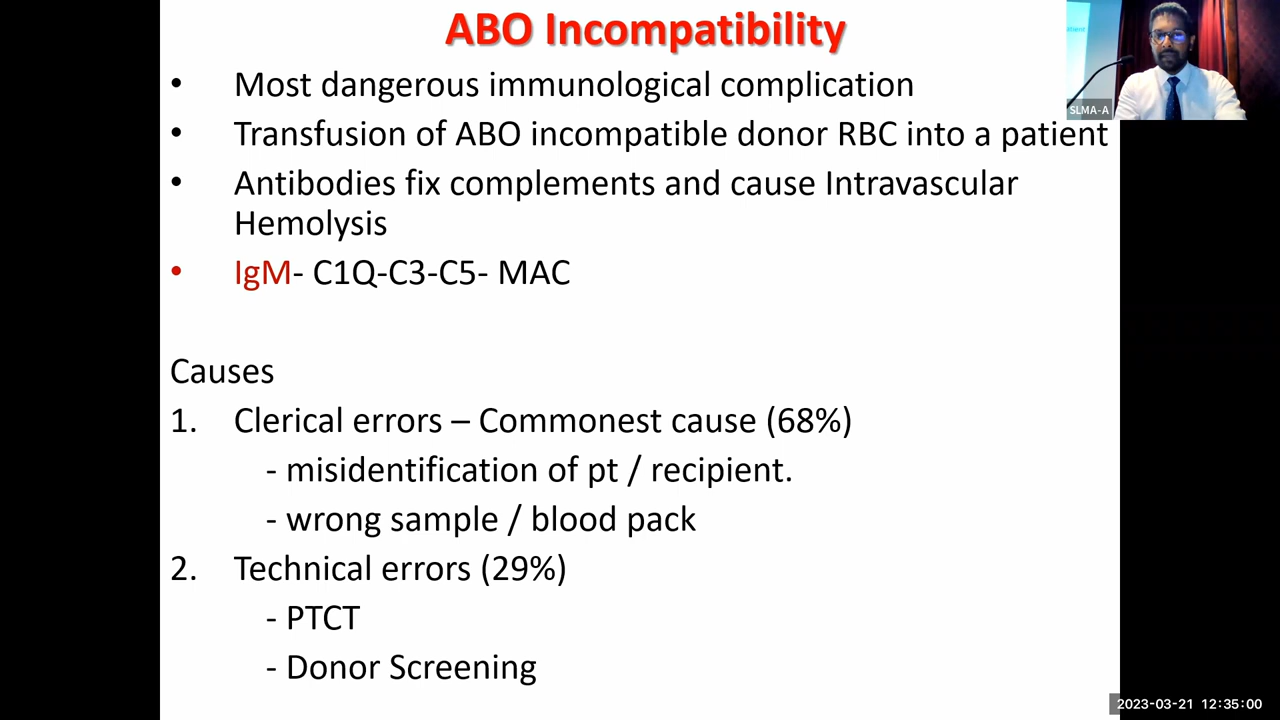 ABO Incompatibility
• Most dangerous immunological complication
• Transfusion of ABO incompatible donor RBC into a patient
• Antibodies fix complements and cause Intravascular
Hemolysis
• IgM- C1Q-C3-C5- MAC
Causes
1. Clerical errors – Commonest cause (68%)
- misidentification of pt / recipient.
- wrong sample / blood pack
2. Technical errors (29%)
- PTCT
- Donor Screening
SLMA-A
2023-03-21 12:35:00